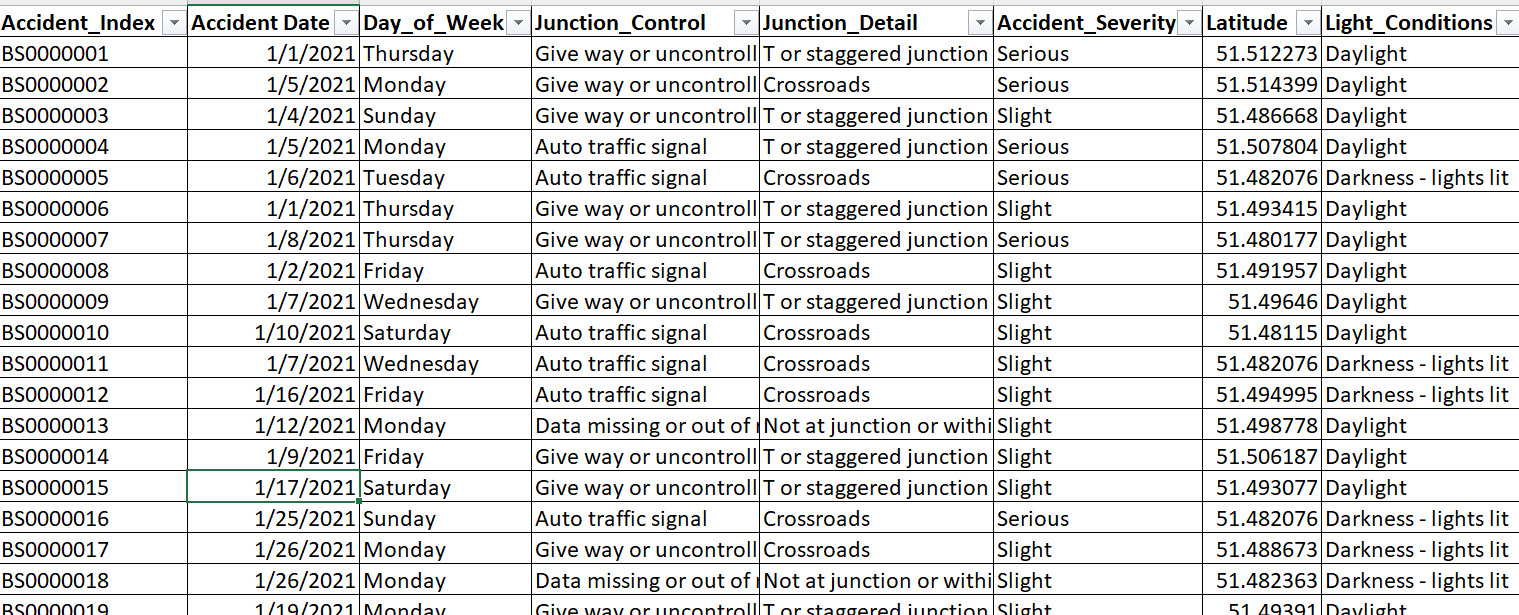 Accident_Index Accident Date Day_of_Week Junction_Control Junction_Detail Accident_Severity Latitude Light_Conditions
BS0000001 1/1/2021 Thursday Give way or uncontroll T or staggered junction Serious 51.512273 Daylight
BS0000002 1/5/2021 Monday Give way or uncontroll Crossroads Serious 51.514399 Daylight
BS0000003 1/4/2021 Sunday Give way or uncontroll T or staggered junction Slight 51.486668 Daylight
BS0000004 1/5/2021 Monday Auto traffic signal T or staggered junction Serious 51.507804 Daylight
BS0000005 1/6/2021 Tuesday Auto traffic signal Crossroads Serious 51.482076 Darkness - lights lit
BS0000006 1/1/2021 Thursday Give way or uncontroll T or staggered junction Slight 51.493415 Daylight
BS0000007 1/8/2021 Thursday Give way or uncontroll T or staggered junction Serious 51.480177 Daylight
BS0000008 1/2/2021 Friday Auto traffic signal Crossroads Slight 51.491957 Daylight
BS0000009 1/7/2021 Wednesday Give way or uncontroll T or staggered junction Slight 51.49646 Daylight
BS0000010 1/10/2021 Saturday Auto traffic signal Crossroads Slight 51.48115 Daylight
BS0000011 1/7/2021 Wednesday Auto traffic signal Crossroads Slight 51.482076 Darkness - lights lit
BS0000012 1/16/2021 Friday Auto traffic signal Crossroads Slight 51.494995 Darkness - lights lit
BS0000013 1/12/2021 Monday Data missing or out of Not at junction or withi Slight 51.498778 Daylight
BS0000014 1/9/2021 Friday Give way or uncontroll T or staggered junction Slight 51.506187 Daylight
BS0000015 1/17/2021 Saturday Give way or uncontroll T or staggered junction Slight 51.493077 Daylight
BS0000016 1/25/2021 Sunday Auto traffic signal Crossroads Serious 51.482076 Darkness - lights lit
BS0000017 1/26/2021 Monday Give way or uncontroll Crossroads Slight 51.488673 Darkness - lights lit
BS0000018 1/26/2021 Monday Data missing or out of Not at junction or withi Slight 51.482363 Darkness - lights lit
BS0000019 1/19/2021 Monday Give way or uncontroll T or staggered junction Slight 51.49391 Daylight